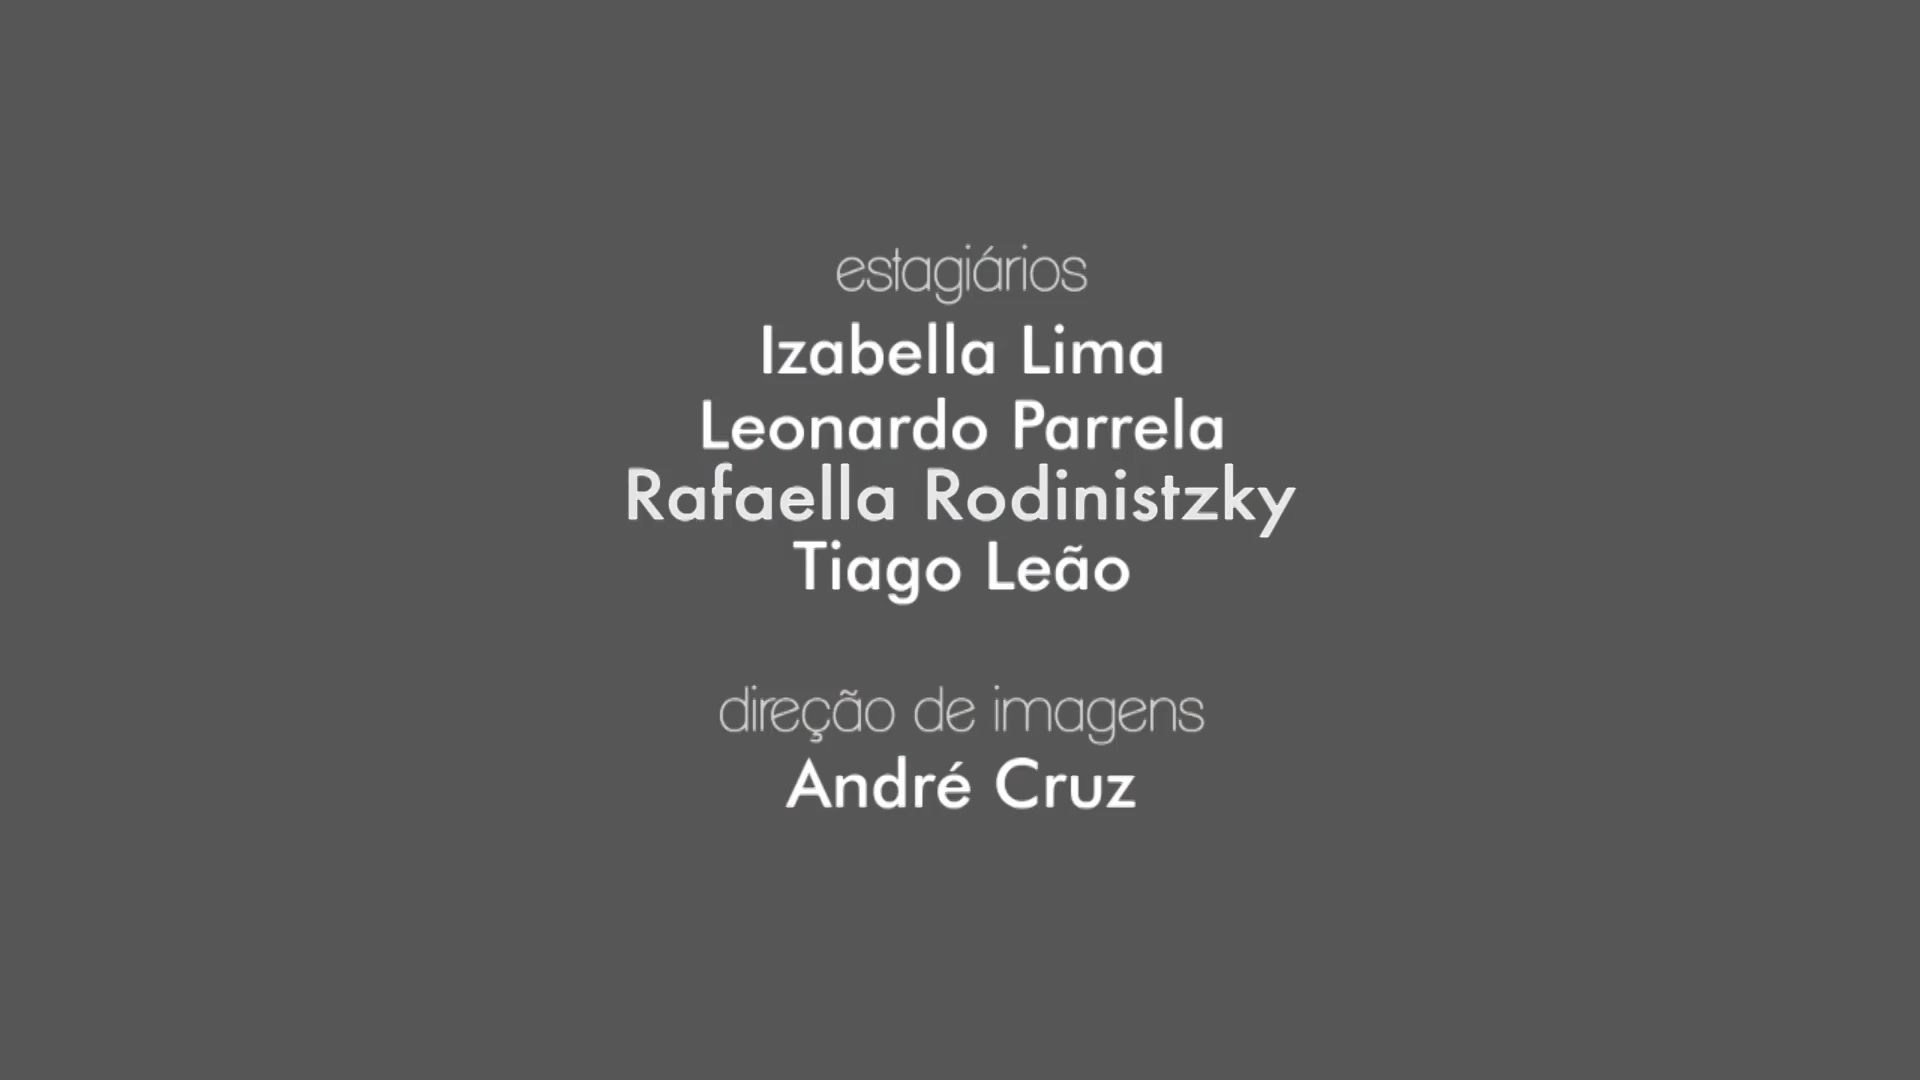 estagiários
Izabella Lima
Leonardo Parrela
Rafaella Rodinistzky
Tiago Leão
direção de imagens
André Cruz